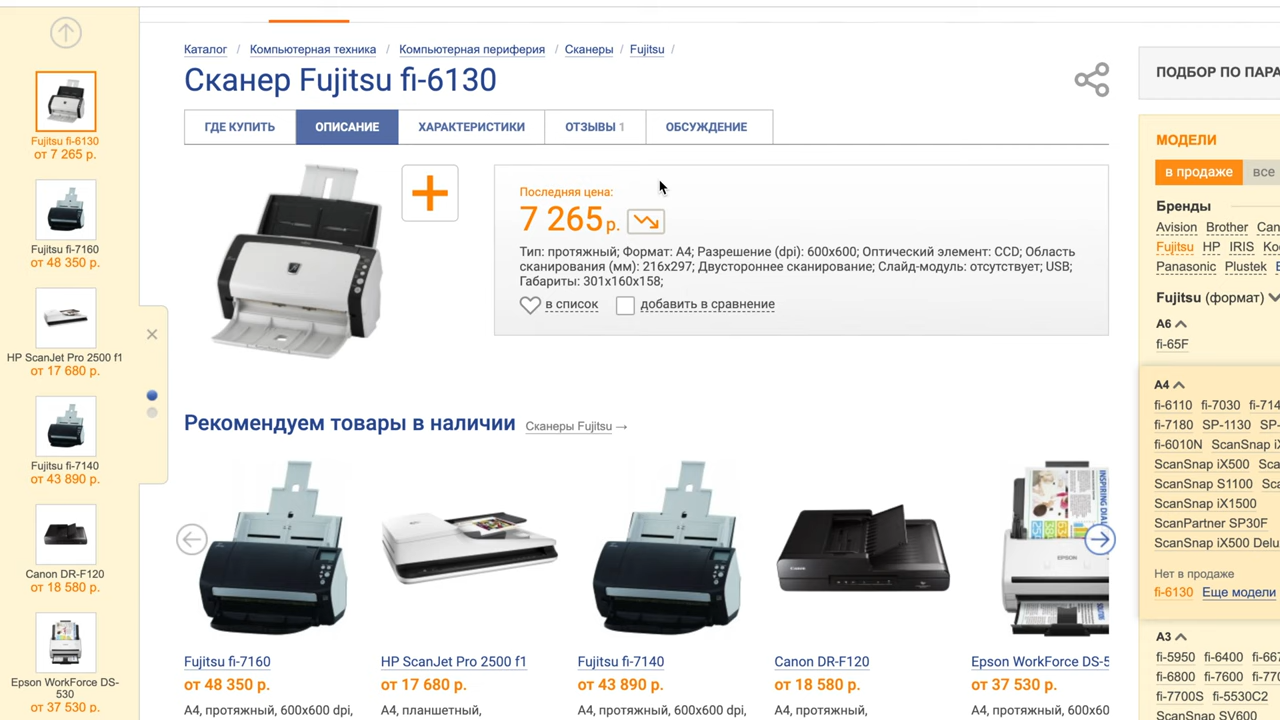 Fujitsu fi-6130
от 7 265 р.
Fujitsu fi-7160
от 48 350 р.
HP ScanJet Pro 2500 f1
от 17 680 р.
Fujitsu fi-7140
от 43 890 р.
Canon DR-F120
от 18 580 р.
Epson WorkForce DS-
530
от 37 530 р.
Каталог / Компьютерная техника / Компьютерная периферия / Сканеры / Fujitsu /
Сканер Fujitsu fi-6130
ГДЕ КУПИТЬ ОПИСАНИЕ ХАРАКТЕРИСТИКИ ОТЗЫВЫ 1 ОБСУЖДЕНИЕ
Последняя цена:
7 265 р.
Тип: протяжный; Формат: A4; Разрешение (dpi): 600x600; Оптический элемент: CCD; Область
сканирования (мм): 216x297; Двустороннее сканирование; Слайд-модуль: отсутствует; USB;
Габариты: 301x160x158;
в список добавить в сравнение
Рекомендуем товары в наличии Сканеры Fujitsu →
INSPIRING
EPSON
Canon
Fujitsu fi-7160 HP ScanJet Pro 2500 f1 Fujitsu fi-7140 Canon DR-F120 Epson WorkForce DS-5
от 48 350 р. от 17 680 р. от 43 890 р. от 18 580 р. от 37 530 р.
A4, протяжный, 600x600 dpi, A4, планшетный, A4, протяжный, 600x600 dpi, A4, протяжный, A4, протяжный, 600x60
ПОДБОР ПО ПАРА
МОДЕЛИ
в продаже все
Бренды
Avision Brother Can
Fujitsu HP IRIS Ko
Panasonic Plustek
Fujitsu (формат)
A6
fi-65F
A4
fi-6110 fi-7030 fi-714
fi-7180 SP-1130 SP-
fi-6010N ScanSnap iX
ScanSnap iX500 Sca
ScanSnap S1100 Sca
ScanSnap iX1500
ScanPartner SP30F
ScanSnap iX500 Delu
Нет в продаже
fi-6130 Еще модели
A3
fi-5950 fi-6400 fi-667
fi-6800 fi-7600 fi-770
fi-7700S fi-5530C2
ScanSnap SV600